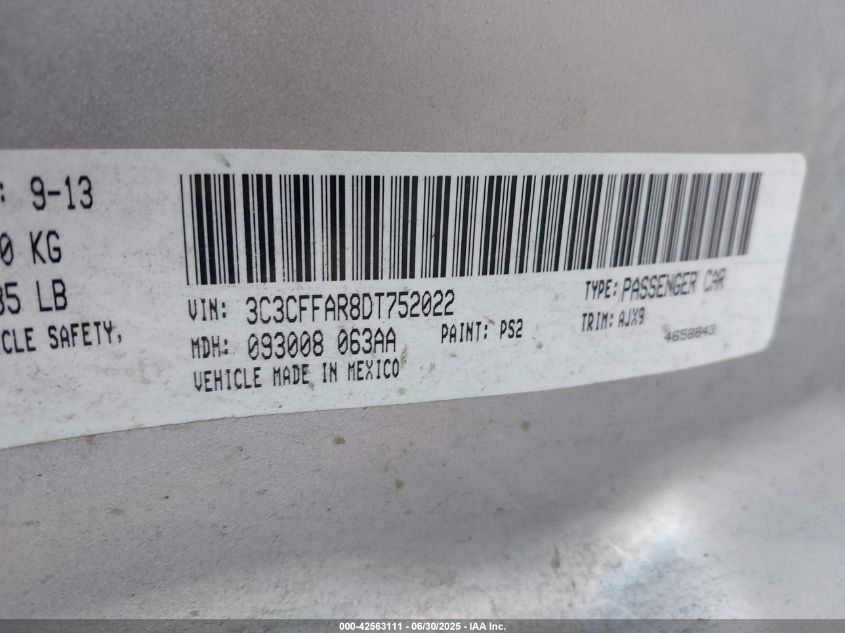 : 9-13
0 KG
85 LB
CLE SAFETY,
VIN: 3C3CFFAR8DT752022
TYPE: PASSENGER CAR
MDH: 093008 063AA
PAINT: PS2
TRIM: AJX9
4658043
VEHICLE MADE IN MEXICO
000-42563111 - 06/30/2025 - IAA Inc.